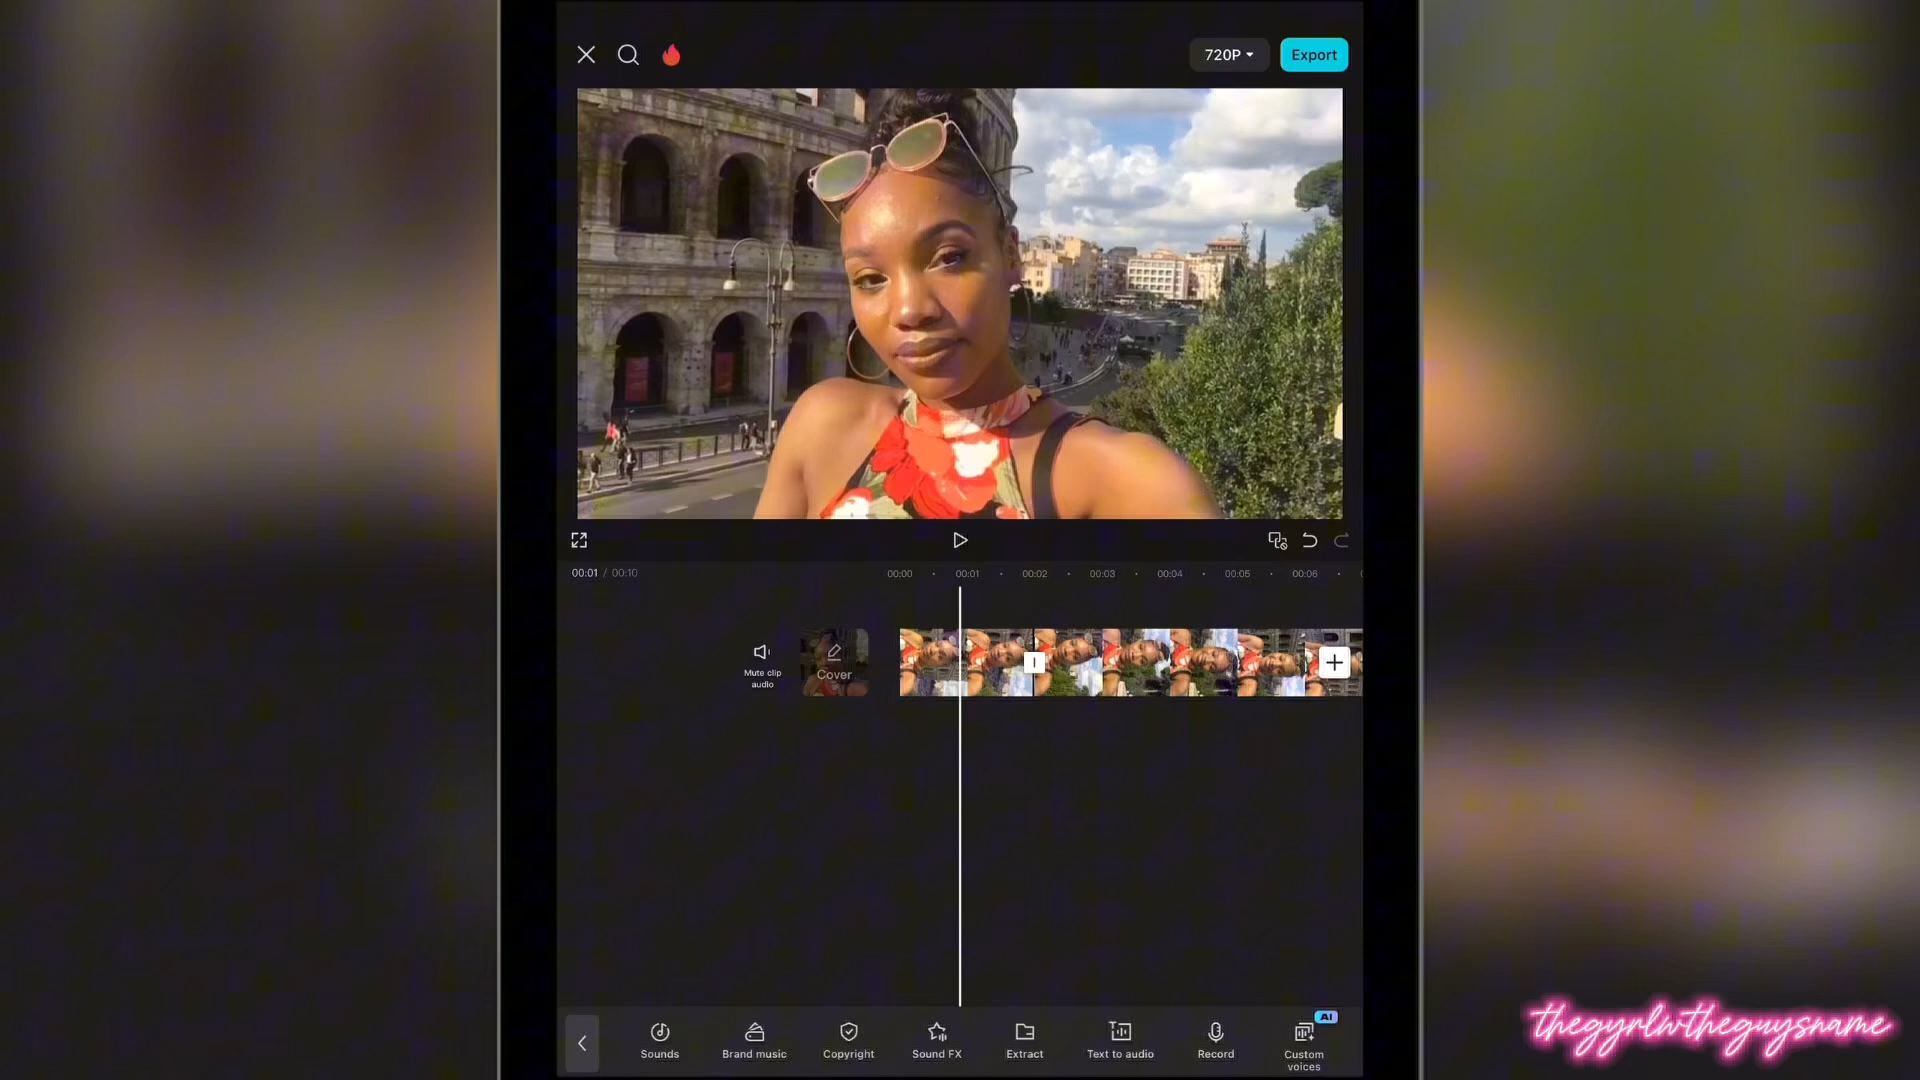 720P
Export
00:01 / 00:10
00:00 00:01 00:02 00:03 00:04 00:05 00:06
Mute clip
audio
Cover
AI
Sounds
Brand music
Copyright
Sound FX
Extract
Text to audio
Record
Custom
voices
thegyrlwtheguysname